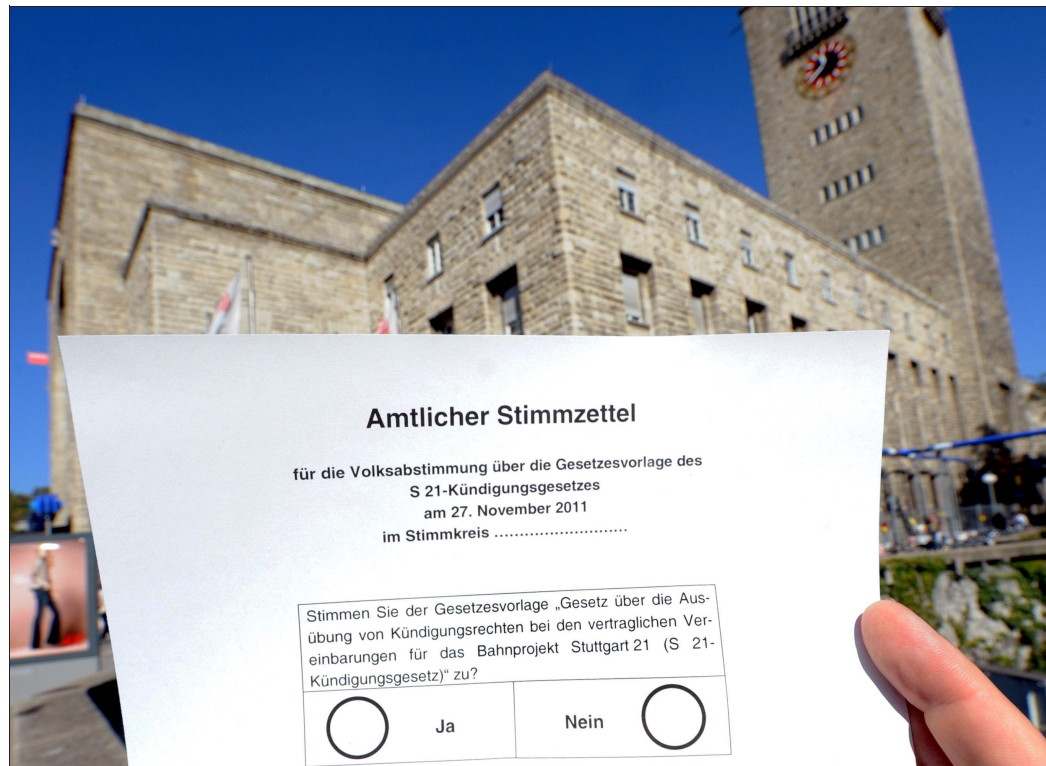 Amtlicher Stimmzettel
für die Volksabstimmung über die Gesetzesvorlage des
S 21-Kündigungsgesetzes
am 27. November 2011
im Stimmkreis ..........................
Stimmen Sie der Gesetzesvorlage „Gesetz über die Aus-
übung von Kündigungsrechten bei den vertraglichen Ver-
einbarungen für das Bahnprojekt Stuttgart 21 (S 21-
Kündigungsgesetz)“ zu?
Ja Nein